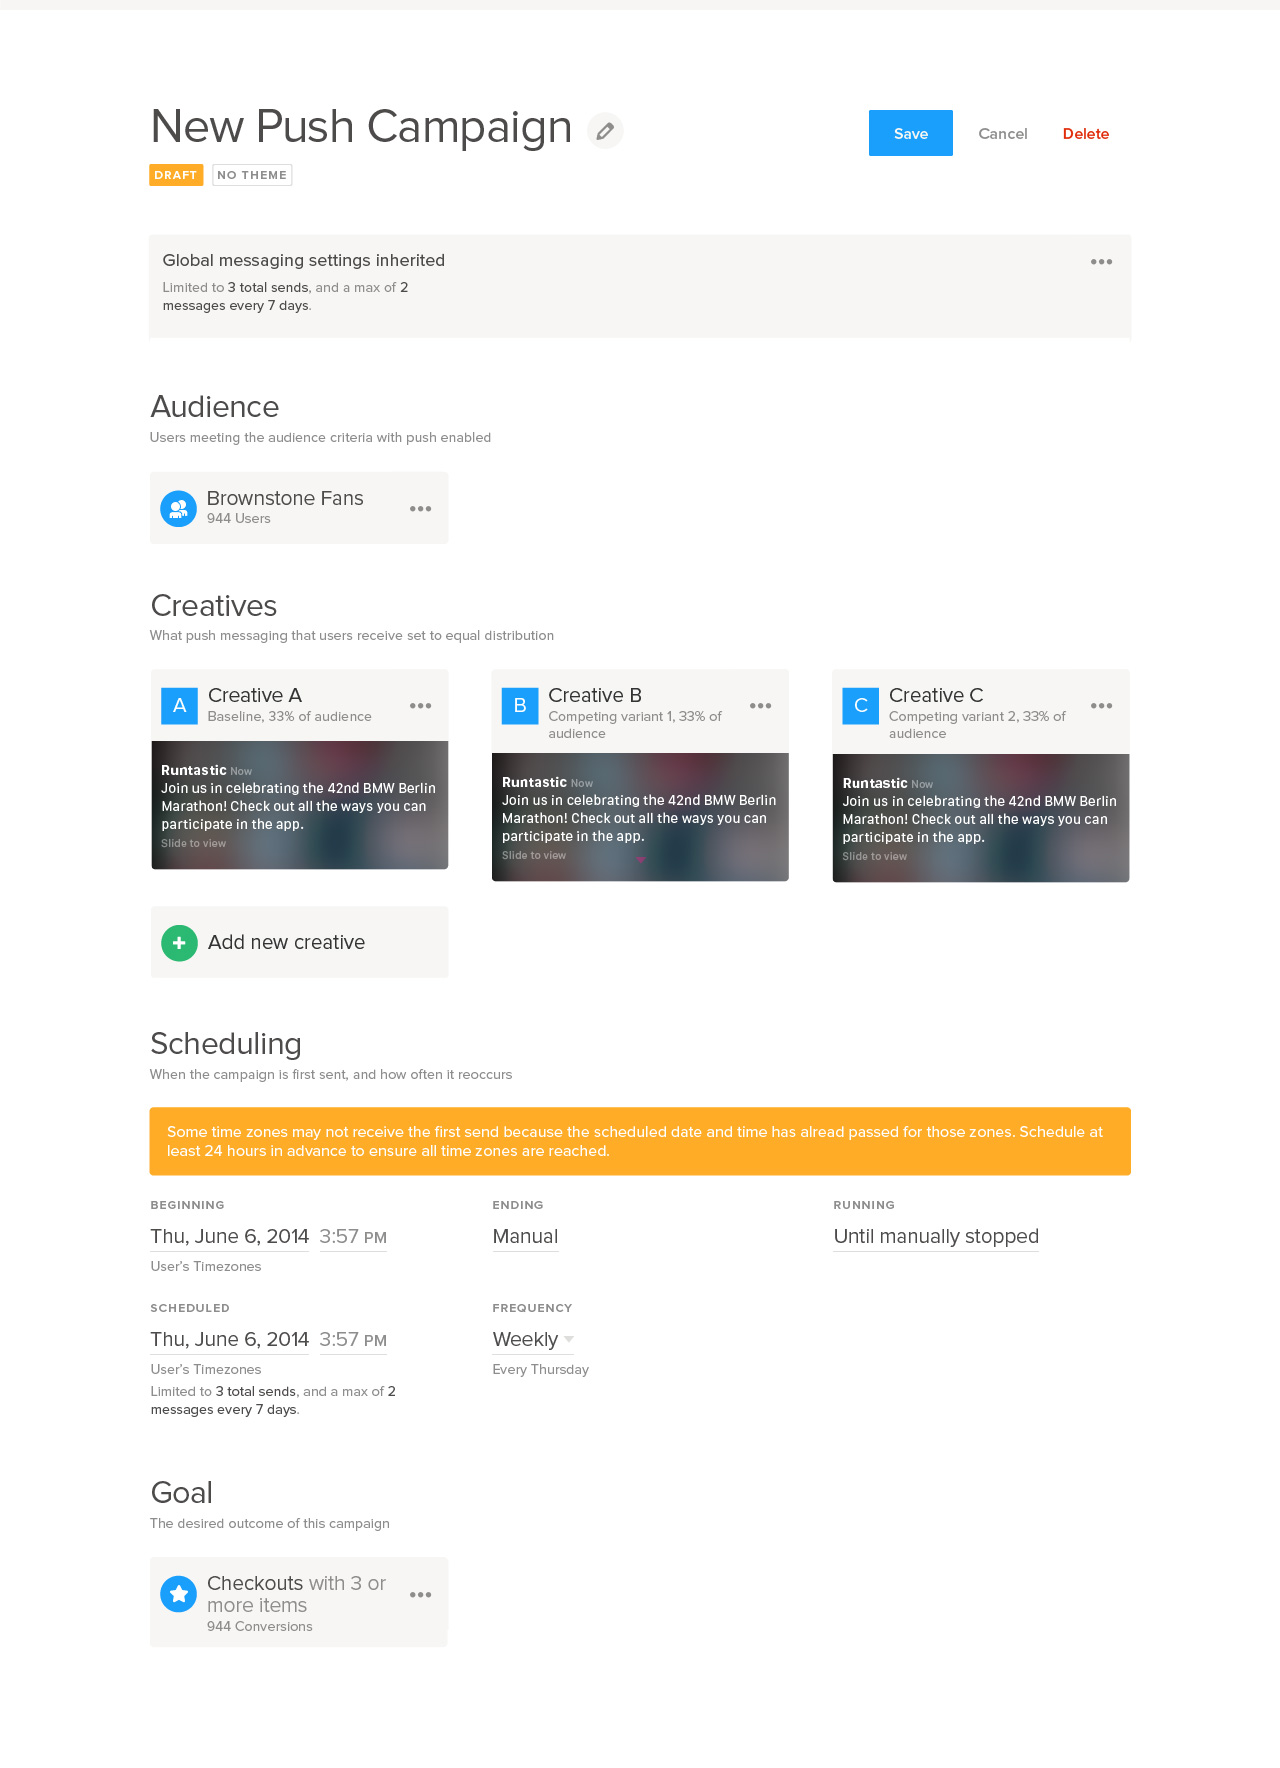 New Push Campaign
Save
Cancel
Delete
DRAFT
NO THEME
Global messaging settings inherited
Limited to 3 total sends, and a max of 2
messages every 7 days.
Audience
Users meeting the audience criteria with push enabled
Brownstone Fans
944 Users
Creatives
What push messaging that users receive set to equal distribution
A
Creative A
Baseline, 33% of audience
Runtastic Now
Join us in celebrating the 42nd BMW Berlin
Marathon! Check out all the ways you can
participate in the app.
Slide to view
B
Creative B
Competing variant 1, 33% of
audience
Runtastic Now
Join us in celebrating the 42nd BMW Berlin
Marathon! Check out all the ways you can
participate in the app.
Slide to view
C
Creative C
Competing variant 2, 33% of
audience
Runtastic Now
Join us in celebrating the 42nd BMW Berlin
Marathon! Check out all the ways you can
participate in the app.
Slide to view
Add new creative
Scheduling
When the campaign is first sent, and how often it reoccurs
Some time zones may not receive the first send because the scheduled date and time has alread passed for those zones. Schedule at
least 24 hours in advance to ensure all time zones are reached.
BEGINNING
Thu, June 6, 2014 3:57 PM
User's Timezones
ENDING
Manual
RUNNING
Until manually stopped
SCHEDULED
Thu, June 6, 2014 3:57 PM
User's Timezones
Limited to 3 total sends, and a max of 2
messages every 7 days.
FREQUENCY
Weekly
Every Thursday
Goal
The desired outcome of this campaign
Checkouts with 3 or
more items
944 Conversions